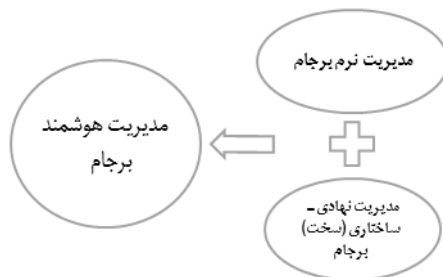 مدیریت نرم برجام
مدیریت هوشمند
برجام
مدیریت نهادی -
ساختاری (سخت)
برجام